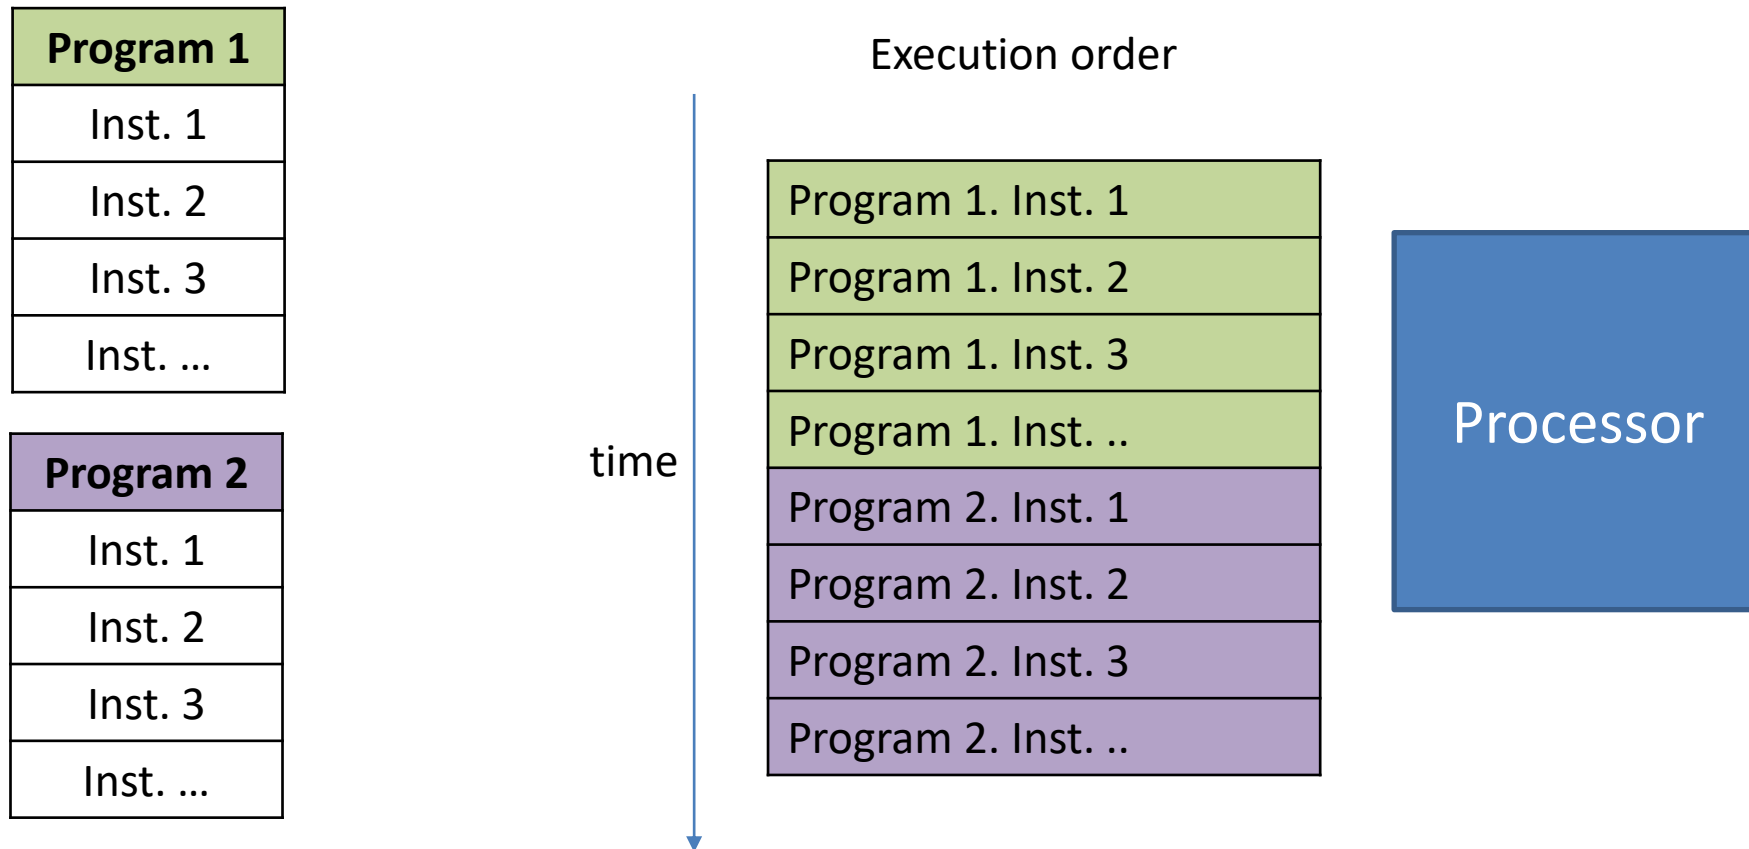 Program 1
Inst. 1
Inst. 2
Inst. 3
Inst. ...
Program 2
Inst. 1
Inst. 2
Inst. 3
Inst. ...
time
Execution order
Program 1. Inst. 1
Program 1. Inst. 2
Program 1. Inst. 3
Program 1. Inst. ..
Program 2. Inst. 1
Program 2. Inst. 2
Program 2. Inst. 3
Program 2. Inst. ..
Processor